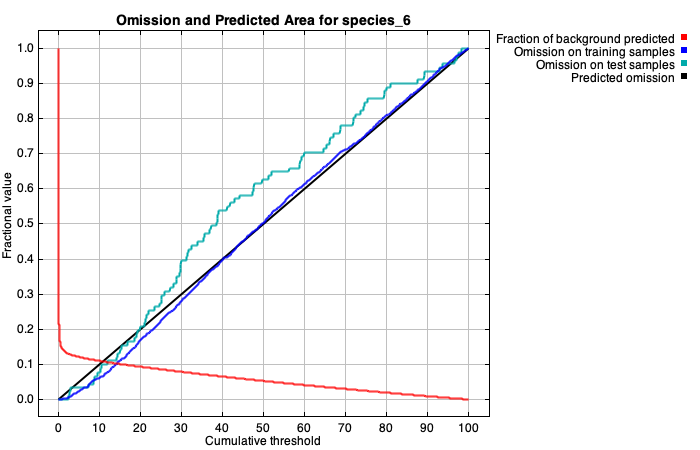 Omission and Predicted Area for species_6
Fraction of background predicted
Omission on training samples
Omission on test samples
Predicted omission
Fractional value
1.0
0.9
0.8
0.7
0.6
0.5
0.4
0.3
0.2
0.1
0.0
0 10 20 30 40 50 60 70 80 90 100
Cumulative threshold